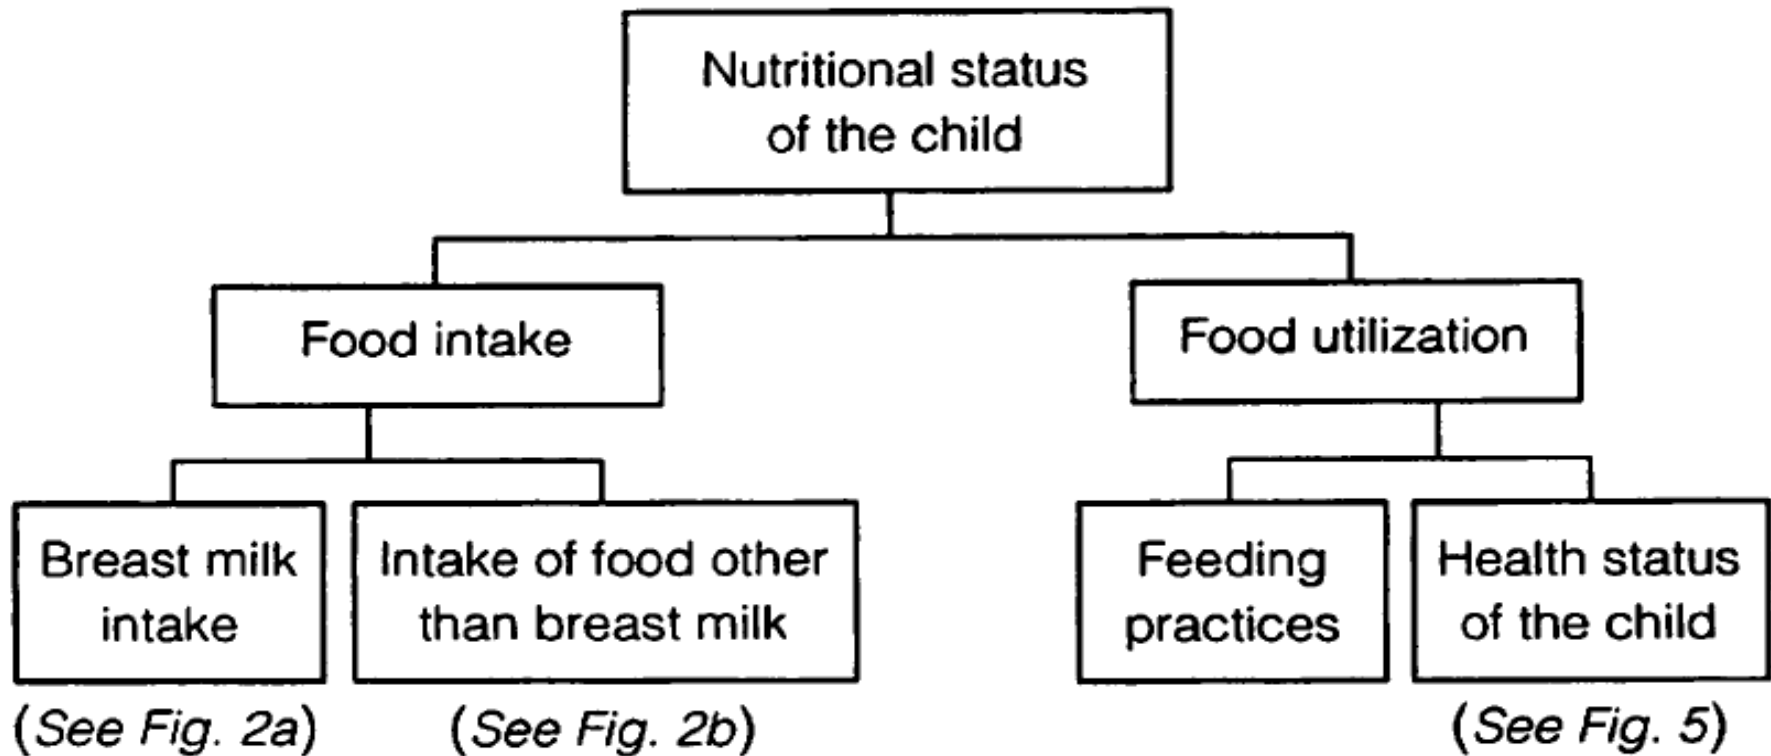 Nutritional status
of the child
Food intake
Food utilization
Breast milk
intake
Intake of food other
than breast milk
Feeding
practices
Health status
of the child
(See Fig. 2a)
(See Fig. 2b)
(See Fig. 5)